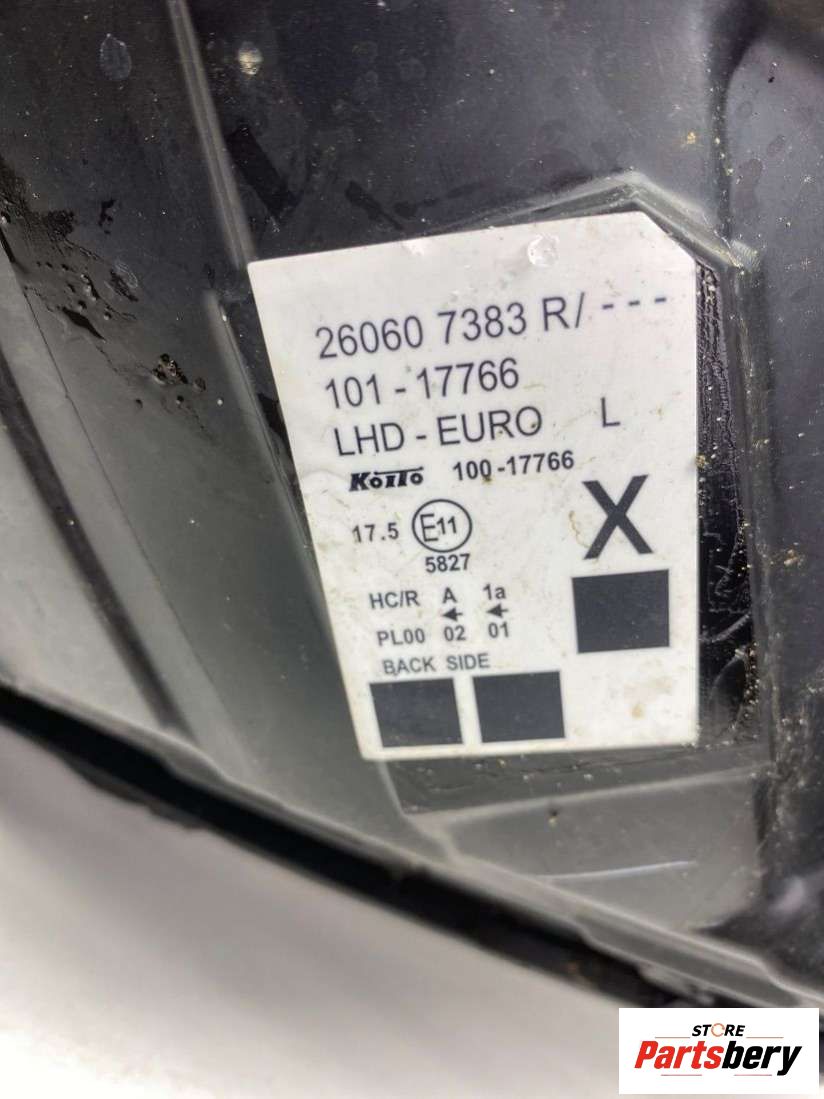 26060 7383 R/ ---
101 - 17766
LHD - EURO L
KOITO 100 -17766
X
17.5 E11
5827
HC/R A 1a
PL00 02 01
BACK SIDE
STORE
Partsbery